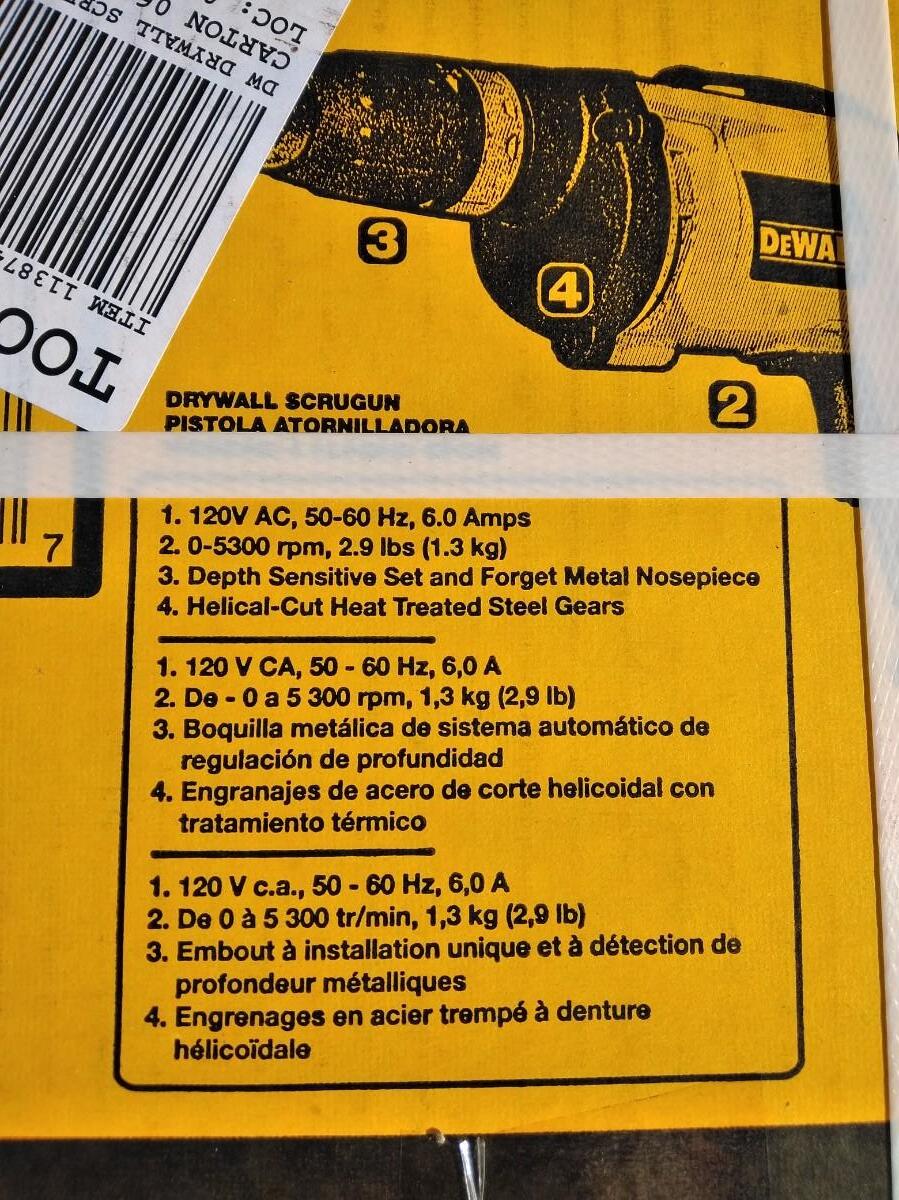 LOC:
CARTON
DW DRYWALL
ITEM
TOO
3
4
DEWA
2
DRYWALL SCRUGUN
PISTOLA ATORNILLADORA
7
1. 120V AC, 50-60 Hz, 6.0 Amps
2. 0-5300 rpm, 2.9 lbs (1.3 kg)
3. Depth Sensitive Set and Forget Metal Nosepiece
4. Helical-Cut Heat Treated Steel Gears
1. 120 V CA, 50 - 60 Hz, 6,0 A
2. De - 0 a 5 300 rpm, 1,3 kg (2,9 lb)
3. Boquilla metálica de sistema automático de
regulación de profundidad
4. Engranajes de acero de corte helicoidal con
tratamiento térmico
1. 120 V c.a., 50 - 60 Hz, 6,0 A
2. De 0 à 5 300 tr/min, 1,3 kg (2,9 lb)
3. Embout à installation unique et à détection de
profondeur métalliques
4. Engrenages en acier trempé à denture
hélicoïdale